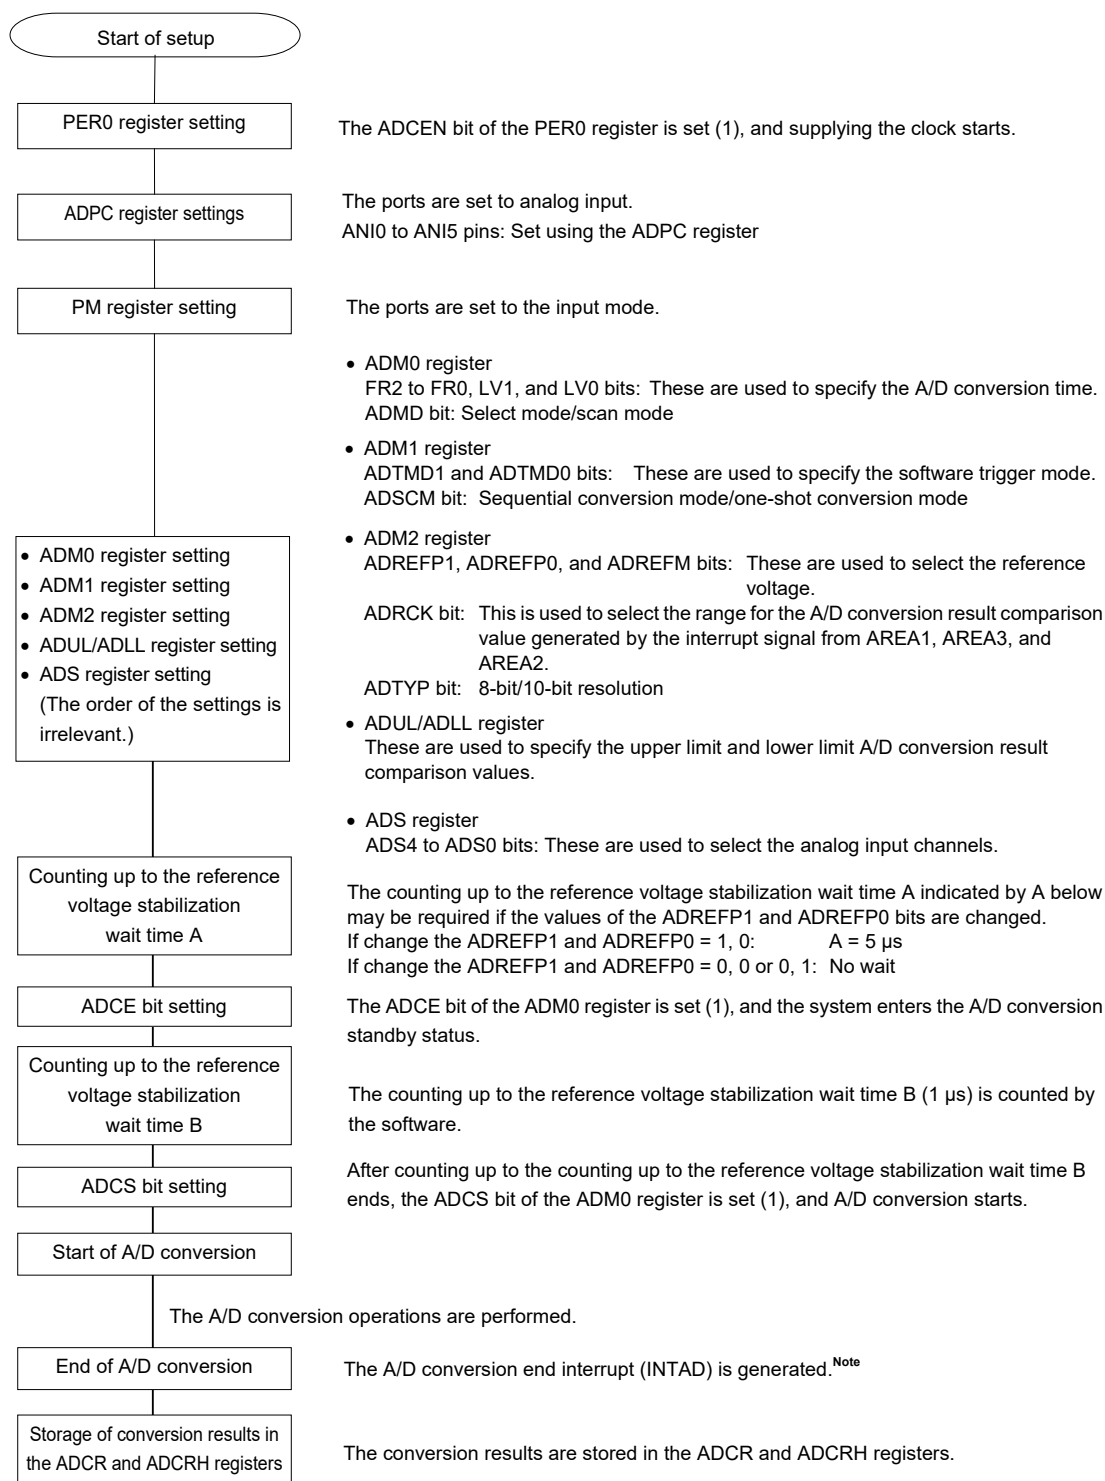 Start of setup
PER0 register setting
The ADCEN bit of the PER0 register is set (1), and supplying the clock starts.
ADPC register settings
The ports are set to analog input.
ANI0 to ANI5 pins: Set using the ADPC register
PM register setting
The ports are set to the input mode.
• ADM0 register
FR2 to FR0, LV1, and LV0 bits: These are used to specify the A/D conversion time.
ADMD bit: Select mode/scan mode
• ADM1 register
ADTMD1 and ADTMD0 bits: These are used to specify the software trigger mode.
ADSCM bit: Sequential conversion mode/one-shot conversion mode
• ADM2 register
ADREFP1, ADREFP0, and ADREFM bits: These are used to select the reference
voltage.
ADRCK bit: This is used to select the range for the A/D conversion result comparison
value generated by the interrupt signal from AREA1, AREA3, and
AREA2.
ADTYP bit: 8-bit/10-bit resolution
• ADUL/ADLL register
These are used to specify the upper limit and lower limit A/D conversion result
comparison values.
• ADS register
ADS4 to ADS0 bits: These are used to select the analog input channels.
• ADM0 register setting
• ADM1 register setting
• ADM2 register setting
• ADUL/ADLL register setting
• ADS register setting
(The order of the settings is
irrelevant.)
Counting up to the reference
voltage stabilization
wait time A
The counting up to the reference voltage stabilization wait time A indicated by A below
may be required if the values of the ADREFP1 and ADREFP0 bits are changed.
If change the ADREFP1 and ADREFP0 = 1, 0: A = 5 µs
If change the ADREFP1 and ADREFP0 = 0, 0 or 0, 1: No wait
ADCE bit setting
The ADCE bit of the ADM0 register is set (1), and the system enters the A/D conversion
standby status.
Counting up to the reference
voltage stabilization
wait time B
The counting up to the reference voltage stabilization wait time B (1 µs) is counted by
the software.
ADCS bit setting
After counting up to the counting up to the reference voltage stabilization wait time B
ends, the ADCS bit of the ADM0 register is set (1), and A/D conversion starts.
Start of A/D conversion
The A/D conversion operations are performed.
End of A/D conversion
The A/D conversion end interrupt (INTAD) is generated.Note
Storage of conversion results in
the ADCR and ADCRH registers
The conversion results are stored in the ADCR and ADCRH registers.